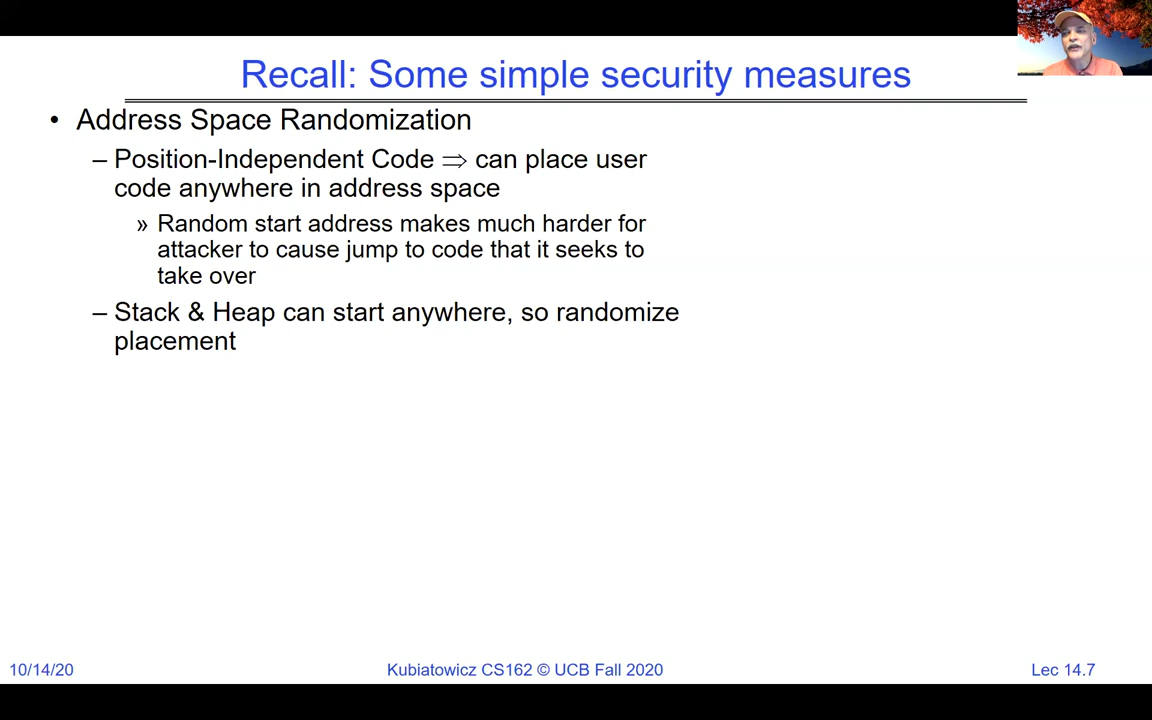 Recall: Some simple security measures
• Address Space Randomization
– Position-Independent Code ⇒ can place user
code anywhere in address space
» Random start address makes much harder for
attacker to cause jump to code that it seeks to
take over
– Stack & Heap can start anywhere, so randomize
placement
10/14/20
Kubiatowicz CS162 © UCB Fall 2020
Lec 14.7